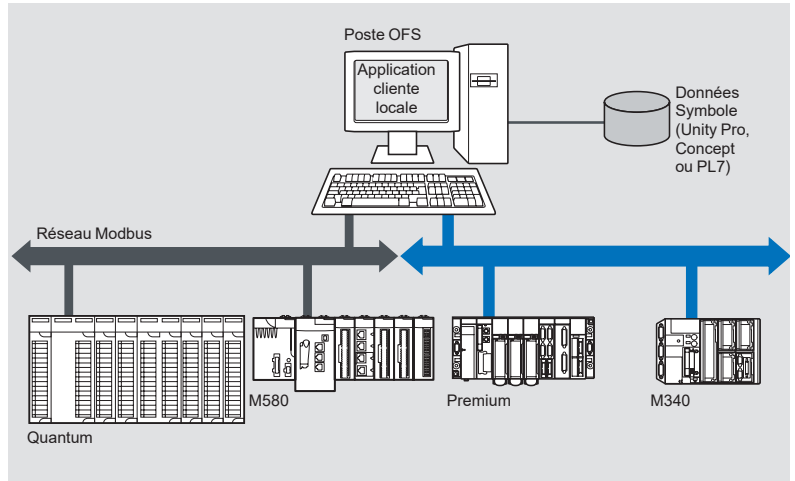 Poste OFS
Application
cliente
locale
Données
Symbole
(Unity Pro,
Concept
ou PL7)
Réseau Modbus
M580
Premium
M340
Quantum